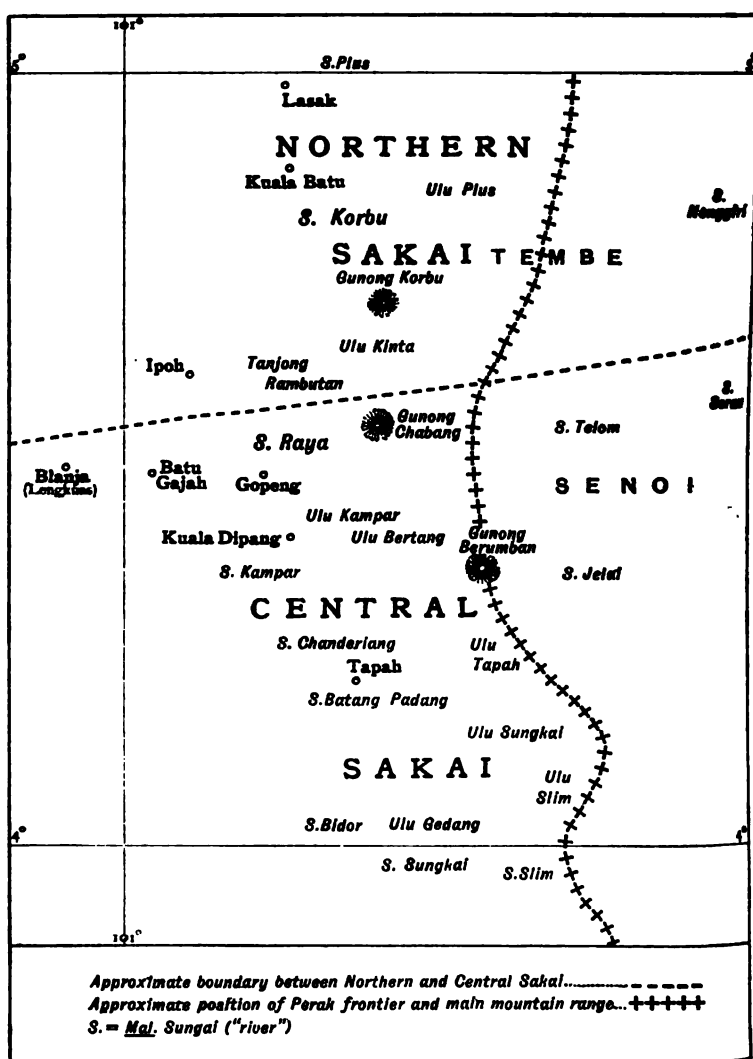 101°
5°
S.Plus
Lasak
NORTHERN
Kuala Batu
Ulu Plus
S.
S. Korbu
SAKAI
TEMBE
Gunong Korbu
Ulu Kinta
Ipoh
Tanjong
Rambutan
S.
Gunong
Chabang
S. Raya
S. Telom
Blanja
Batu
Gajah
Gopeng
SENOI
Ulu Kampar
Kuala Dipang
Ulu Bertang
Gunong
Berumban
S. Kampar
S. Jelai
CENTRAL
S. Chanderiang
Ulu
Tapah
Tapah
S.Batang Padang
Ulu Sungkai
SAKAI
Ulu
Slim
S.Bidor
Ulu Gedang
4°
4°
S. Sungkai
S.Slim
101°
Approximate boundary between Northern and Central Sakai
Approximate position of Perak frontier and main mountain range...
S. = Mal. Sungai ("river")